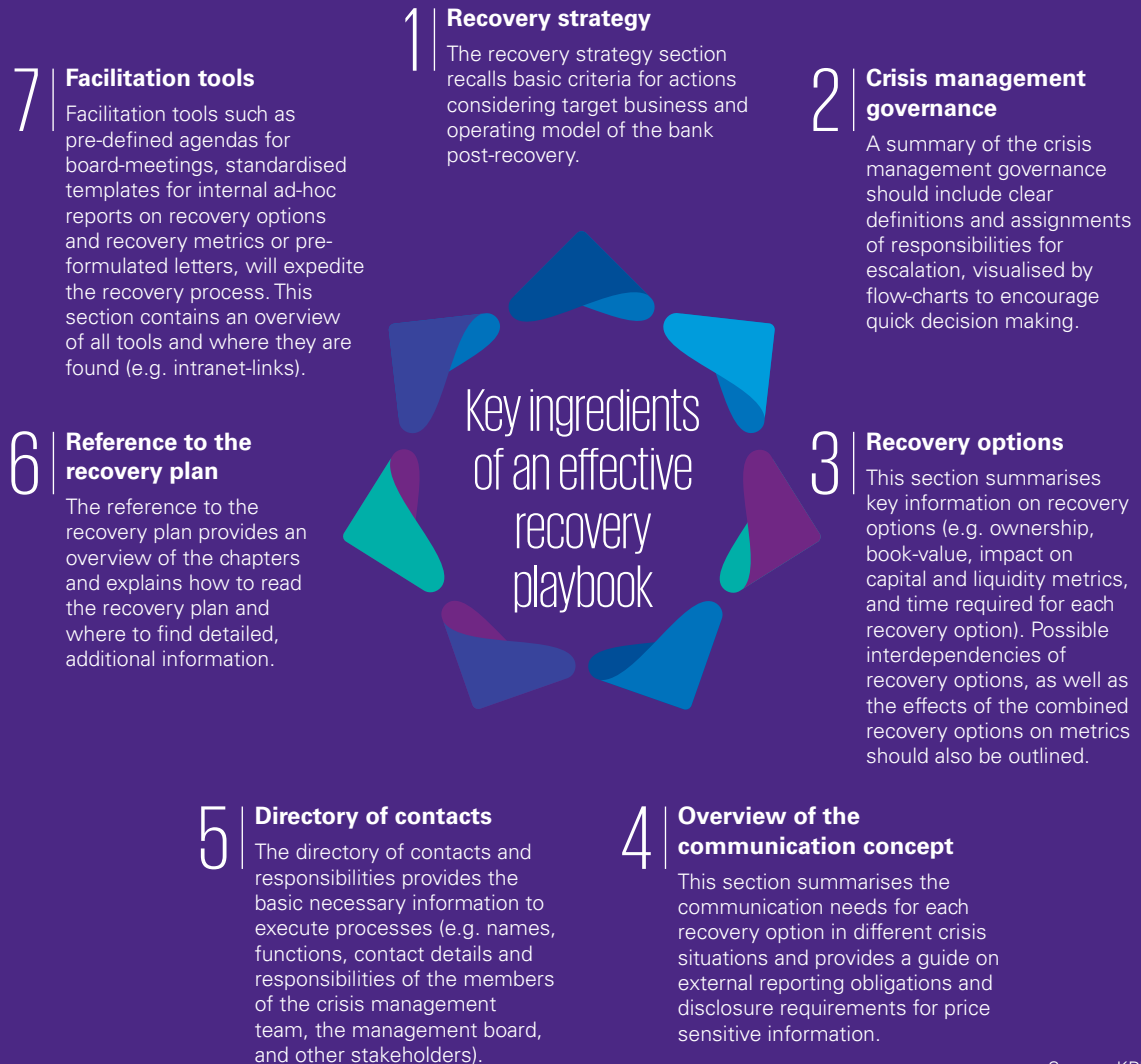 1
Recovery strategy
The recovery strategy section
recalls basic criteria for actions
considering target business and
operating model of the bank
post-recovery.
2
Crisis management
governance
A summary of the crisis
management governance
should include clear
definitions and assignments
of responsibilities for
escalation, visualised by
flow-charts to encourage
quick decision making.
3
Recovery options
This section summarises
key information on recovery
options (e.g. ownership,
book-value, impact on
capital and liquidity metrics,
and time required for each
recovery option). Possible
interdependencies of
recovery options, as well as
the effects of the combined
recovery options on metrics
should also be outlined.
4
Overview of the
communication concept
This section summarises the
communication needs for each
recovery option in different crisis
situations and provides a guide on
external reporting obligations and
disclosure requirements for price
sensitive information.
5
Directory of contacts
The directory of contacts and
responsibilities provides the
basic necessary information to
execute processes (e.g. names,
functions, contact details and
responsibilities of the members
of the crisis management
team, the management board,
and other stakeholders).
6
Reference to the
recovery plan
The reference to the
recovery plan provides an
overview of the chapters
and explains how to read
the recovery plan and
where to find detailed,
additional information.
7
Facilitation tools
Facilitation tools such as
pre-defined agendas for
board-meetings, standardised
templates for internal ad-hoc
reports on recovery options
and recovery metrics or pre-
formulated letters, will expedite
the recovery process. This
section contains an overview
of all tools and where they are
found (e.g. intranet-links).
Key ingredients
of an effective
recovery
playbook